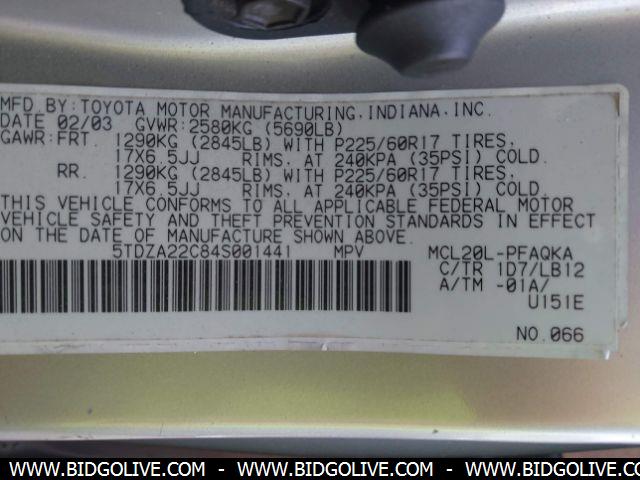 MFD.BY:TOYOTA MOTOR MANUFACTURING,INDIANA,INC.
DATE 02/03 GVWR:2580KG (5690LB)
GAWR:FRT. 1290KG (2845LB) WITH P225/60R17 TIRES,
17X6.5JJ RIMS, AT 240KPA (35PSI) COLD.
RR. 1290KG (2845LB) WITH P225/60R17 TIRES,
17X6.5JJ RIMS, AT 240KPA (35PSI) COLD.
THIS VEHICLE CONFORMS TO ALL APPLICABLE FEDERAL MOTOR
VEHICLE SAFETY AND THEFT PREVENTION STANDARDS IN EFFECT
ON THE DATE OF MANUFACTURE SHOWN ABOVE.
5TDZA22C84S001441 MPV MCL20L-PFAQKA
C/TR 1D7/LB12
A/TM -01A/
U151E
NO.066
WWW.BIDGOLIVE.COM - WWW.BIDGOLIVE.COM - WWW.BIDGOLIVE.COM